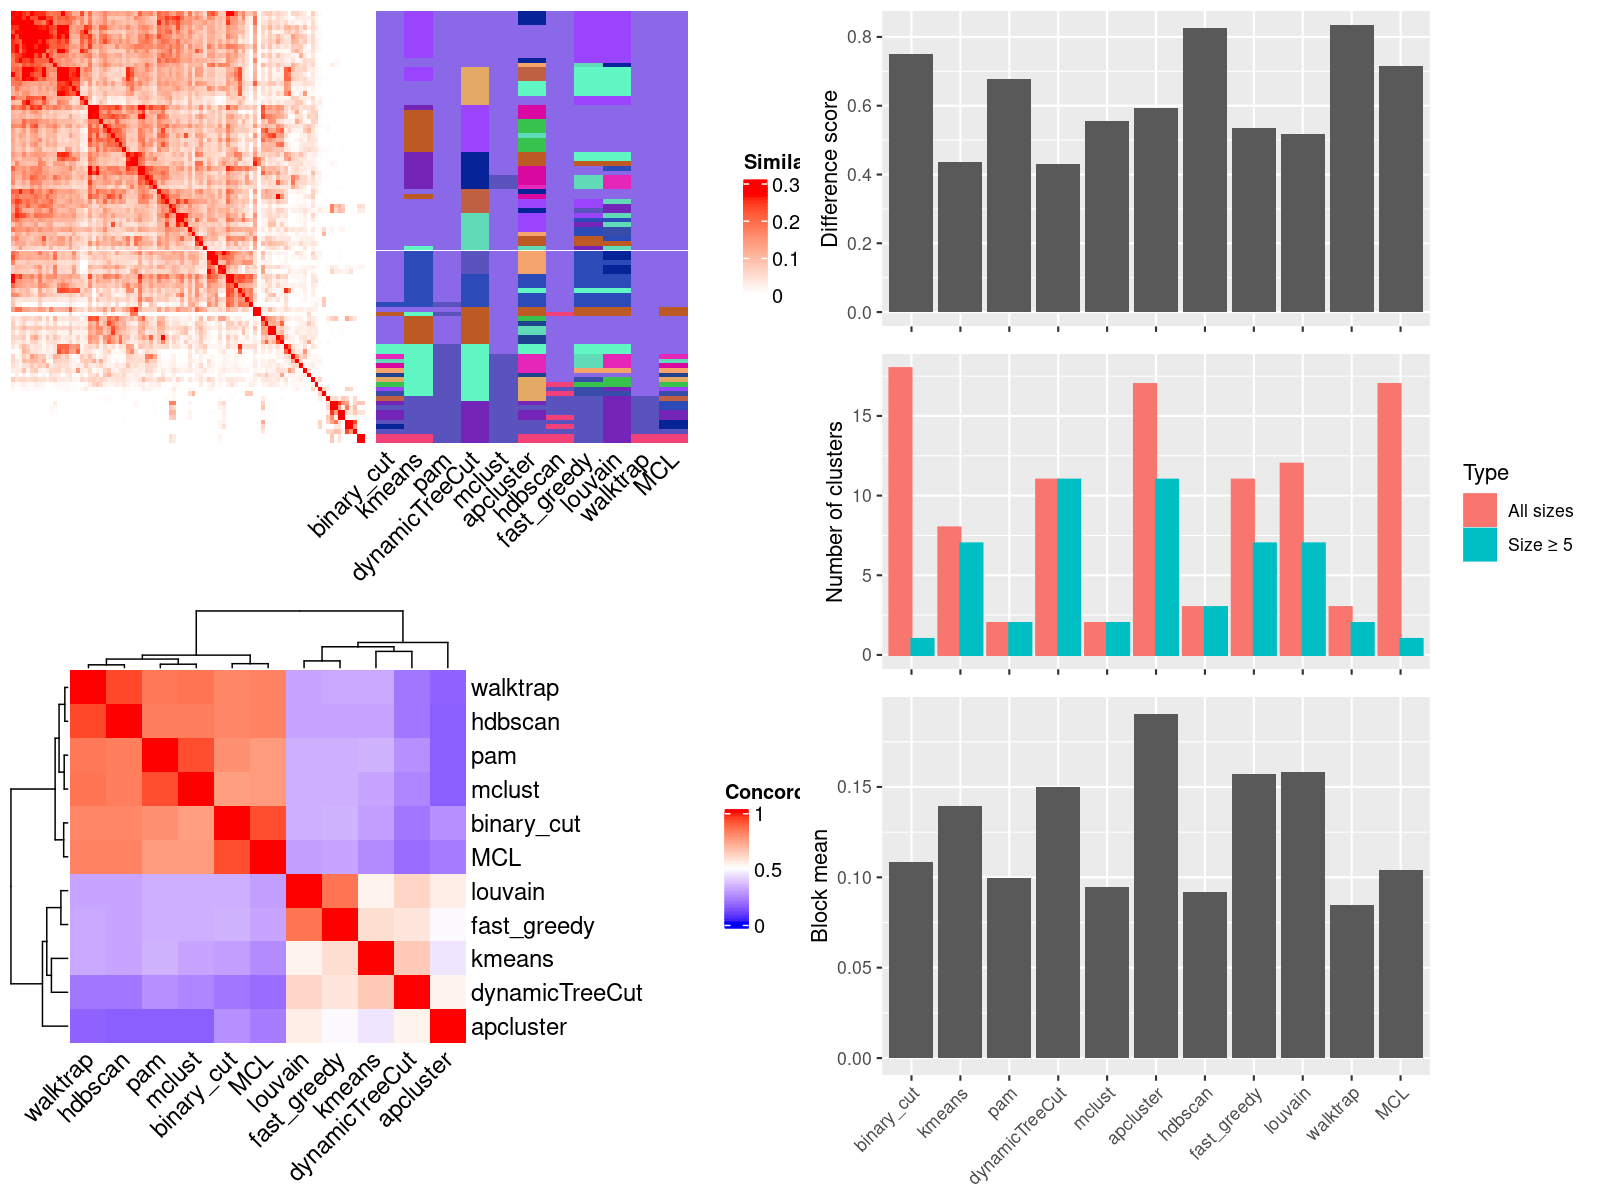 Simila
0.3
0.2
0.1
0
binary_cut
kmeans
pam
dynamicTreeCut
mclust
apcluster
hdbscan
fast_greedy
louvain
walktrap
MCL
walktrap
hdbscan
pam
mclust
binary_cut
MCL
louvain
fast_greedy
kmeans
dynamicTreeCut
apcluster
walktrap
hdbscan
pam
mclust
binary_cut
MCL
louvain
fast_greedy
kmeans
dynamicTreeCut
apcluster
Concord
1
0.5
0
Difference score
0.8
0.6
0.4
0.2
0.0
Number of clusters
15
10
5
0
Type
All sizes
Size ≥ 5
Block mean
0.15
0.10
0.05
0.00
binary_cut
kmeans
pam
dynamicTreeCut
mclust
apcluster
hdbscan
fast_greedy
louvain
walktrap
MCL